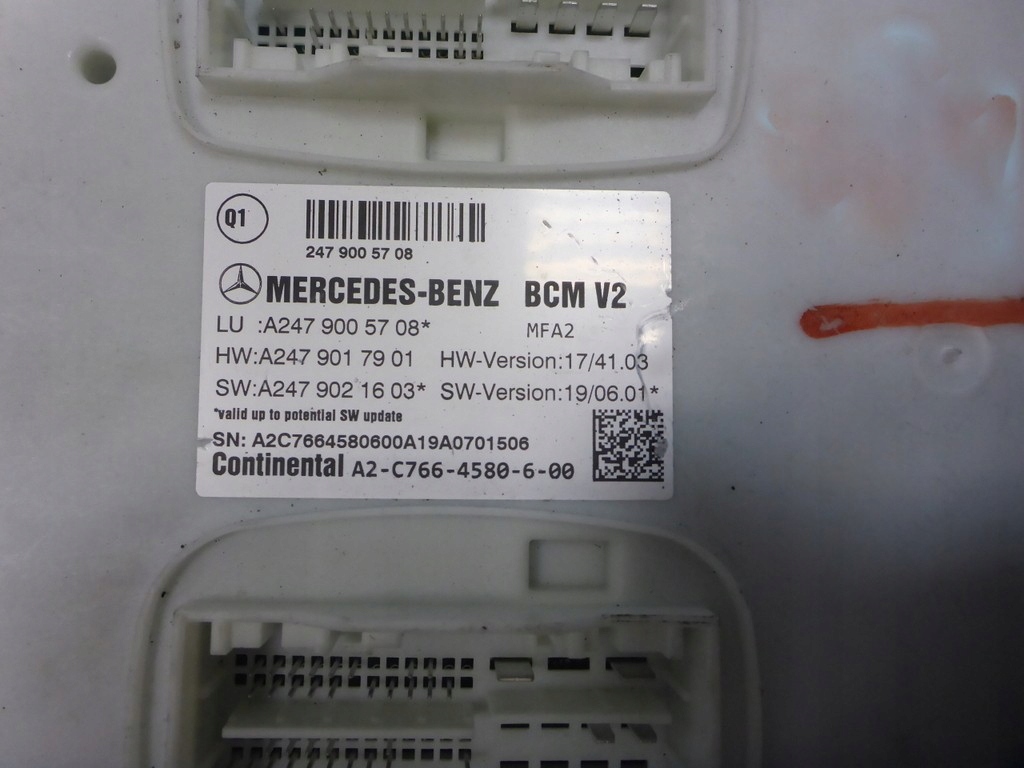 Q1
247 900 57 08
MERCEDES-BENZ BCM V2
LU :A247 900 57 08* MFA2
HW:A247 901 79 01 HW-Version:17/41.03
SW:A247 902 16 03* SW-Version:19/06.01*
*valid up to potential SW update
SN: A2C7664580600A19A0701506
Continental A2-C766-4580-6-00